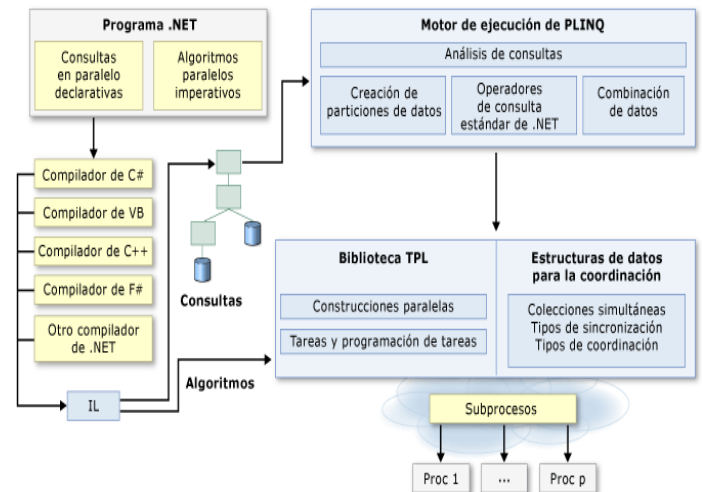 Programa .NET
Consultas
en paralelo
declarativas
Algoritmos
paralelos
imperativos
Compilador de C#
Compilador de VB
Compilador de C++
Compilador de F#
Otro compilador
de .NET
IL
Consultas
Algoritmos
Motor de ejecución de PLINQ
Análisis de consultas
Creación de
particiones de datos
Operadores
de consulta
estándar de .NET
Combinación
de datos
Biblioteca TPL
Construcciones paralelas
Tareas y programación de tareas
Estructuras de datos
para la coordinación
Colecciones simultáneas
Tipos de sincronización
Tipos de coordinación
Subprocesos
Proc 1
...
Proc p